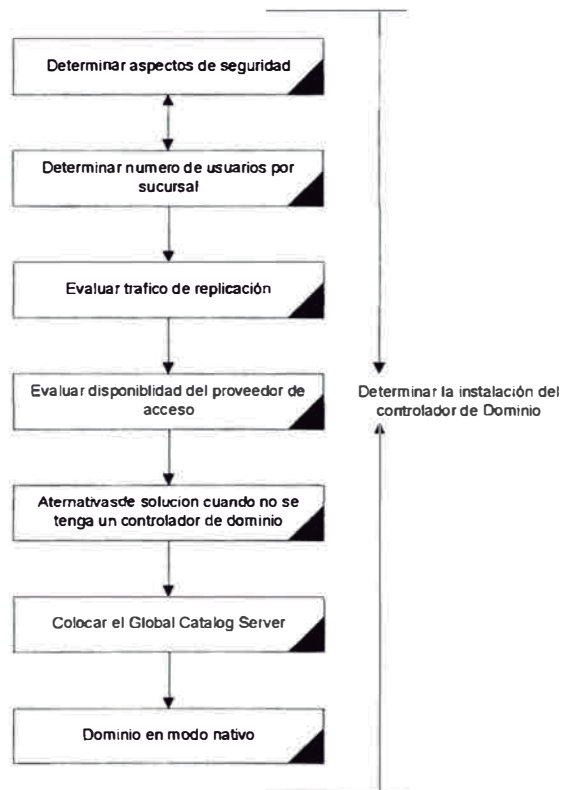 Determinar aspectos de seguridad
Determinar numero de usuarios por
sucursal
Evaluar trafico de replicación
Evaluar disponiblidad del proveedor de
acceso
Determinar la instalación del
controlador de Dominio
Aternativasde solucion cuando no se
tenga un controlador de dominio
Colocar el Global Catalog Server
Dominio en modo nativo